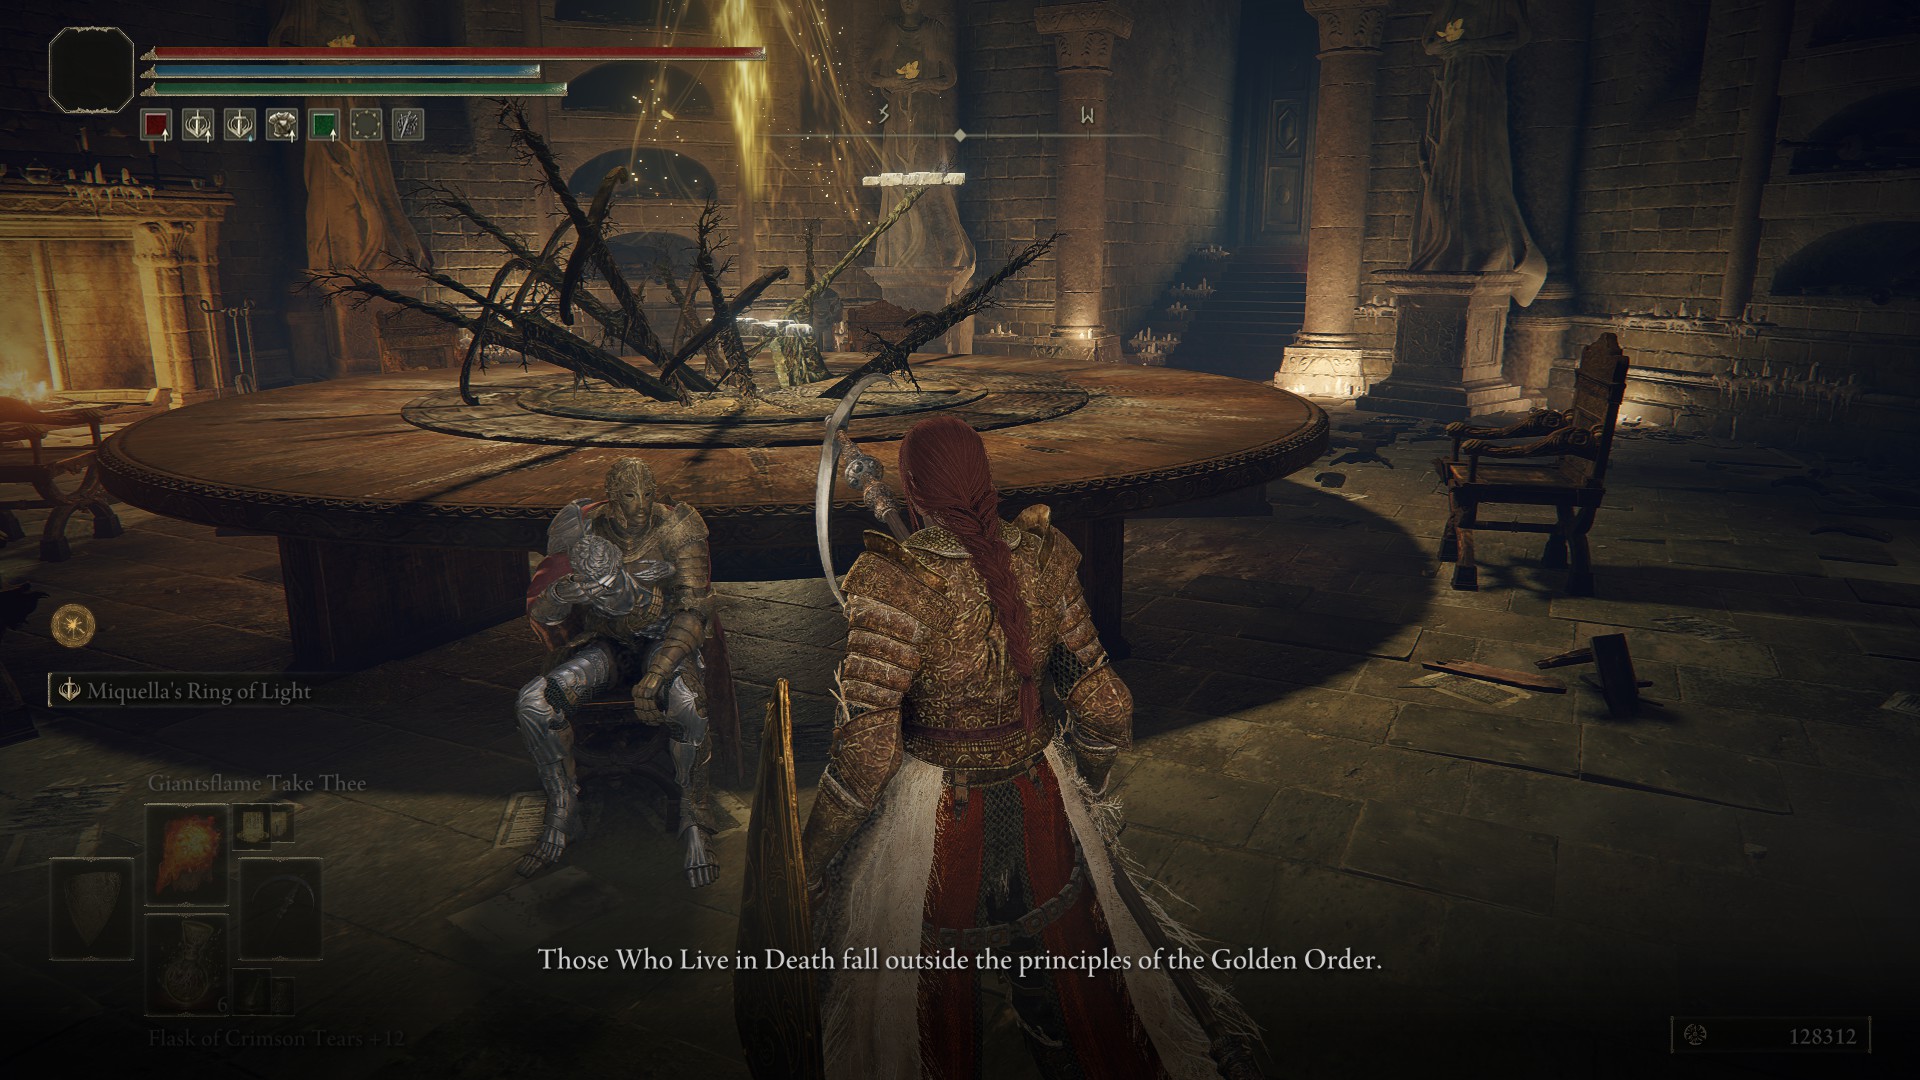 S
W
Miquella's Ring of Light
Giantsflame Take Thee
6
Those Who Live in Death fall outside the principles of the Golden Order.
Flask of Crimson Tears +12
128312